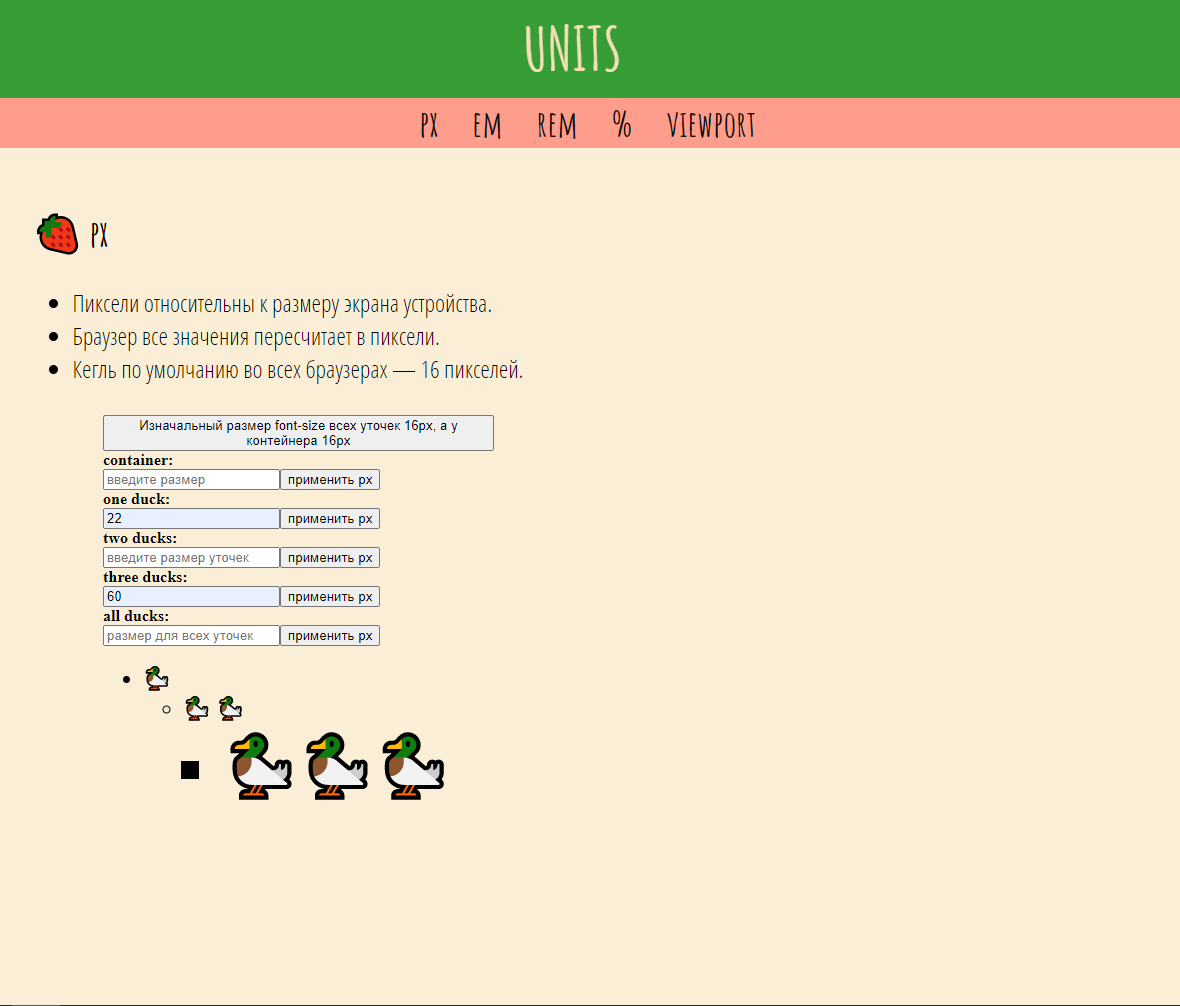 UNITS
PX EM REM % VIEWPORT
PX
Пиксели относительны к размеру экрана устройства.
Браузер все значения пересчитает в пиксели.
Кегль по умолчанию во всех браузерах — 16 пикселей.
Изначальный размер font-size всех уточек 16px, а у
контейнера 16px
container:
введите размер применить px
one duck:
22 применить px
two ducks:
введите размер уточек применить px
three ducks:
60 применить px
all ducks:
размер для всех уточек применить px